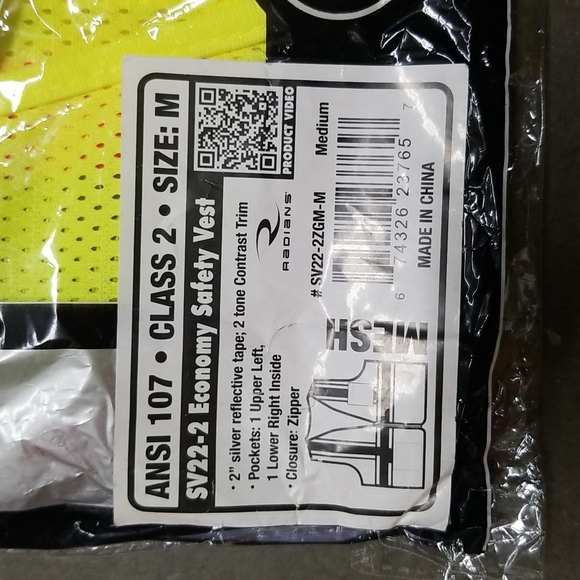 ANSI 107 • CLASS 2 • SIZE: M
SV22-2 Economy Safety Vest
• 2" silver reflective tape; 2 tone Contrast Trim
• Pockets: 1 Upper Left,
1 Lower Right Inside
• Closure: Zipper
RADIANS
MESH
PRODUCT VIDEO
# SV22-2ZGM-M Medium
6 74326 23765 7
MADE IN CHINA